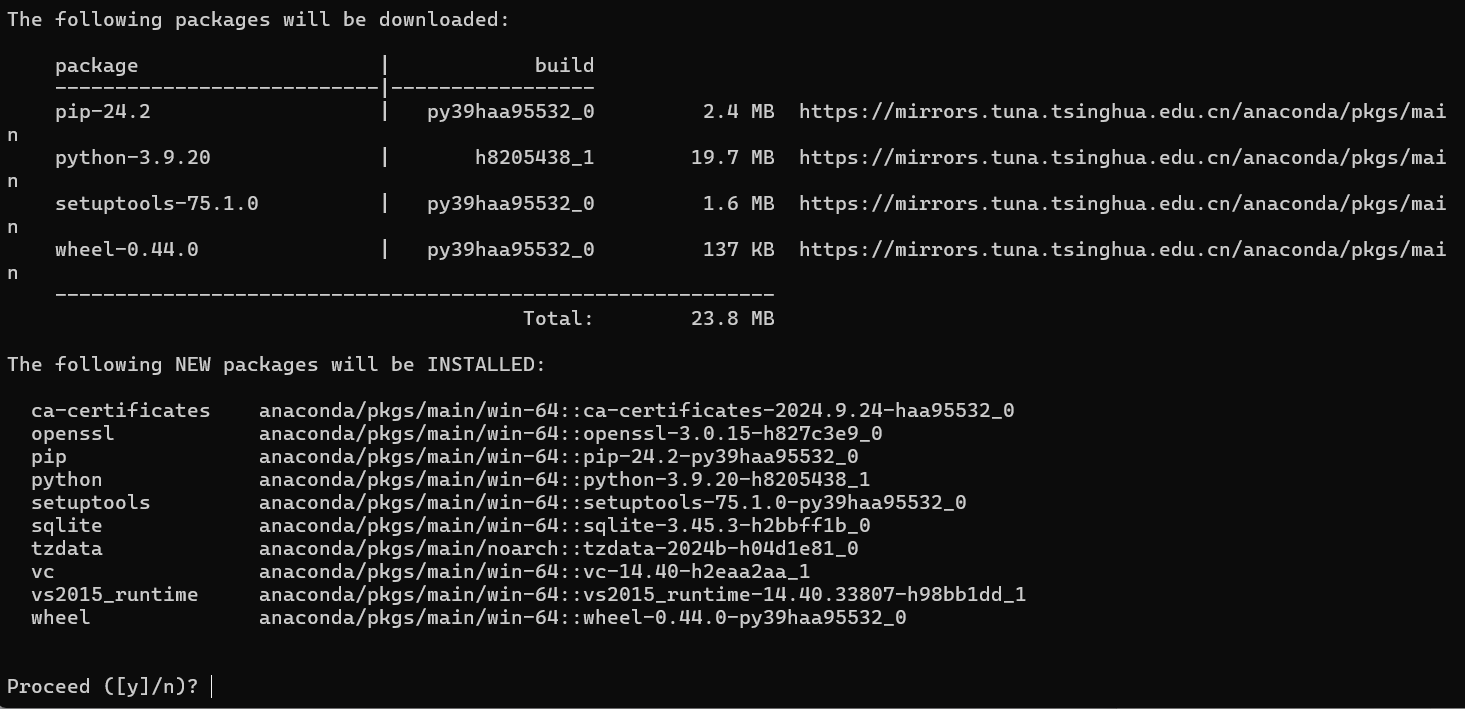 The following packages will be downloaded:
package | build
---------------------------|-----------------
pip-24.2 | py39haa95532_0 2.4 MB https://mirrors.tuna.tsinghua.edu.cn/anaconda/pkgs/mai
n
python-3.9.20 | h8205438_1 19.7 MB https://mirrors.tuna.tsinghua.edu.cn/anaconda/pkgs/mai
n
setuptools-75.1.0 | py39haa95532_0 1.6 MB https://mirrors.tuna.tsinghua.edu.cn/anaconda/pkgs/mai
n
wheel-0.44.0 | py39haa95532_0 137 KB https://mirrors.tuna.tsinghua.edu.cn/anaconda/pkgs/mai
n
------------------------------------------------------------
Total: 23.8 MB
The following NEW packages will be INSTALLED:
ca-certificates anaconda/pkgs/main/win-64::ca-certificates-2024.9.24-haa95532_0
openssl anaconda/pkgs/main/win-64::openssl-3.0.15-h827c3e9_0
pip anaconda/pkgs/main/win-64::pip-24.2-py39haa95532_0
python anaconda/pkgs/main/win-64::python-3.9.20-h8205438_1
setuptools anaconda/pkgs/main/win-64::setuptools-75.1.0-py39haa95532_0
sqlite anaconda/pkgs/main/win-64::sqlite-3.45.3-h2bbff1b_0
tzdata anaconda/pkgs/main/noarch::tzdata-2024b-h04d1e81_0
vc anaconda/pkgs/main/win-64::vc-14.40-h2eaa2aa_1
vs2015_runtime anaconda/pkgs/main/win-64::vs2015_runtime-14.40.33807-h98bb1dd_1
wheel anaconda/pkgs/main/win-64::wheel-0.44.0-py39haa95532_0
Proceed ([y]/n)?